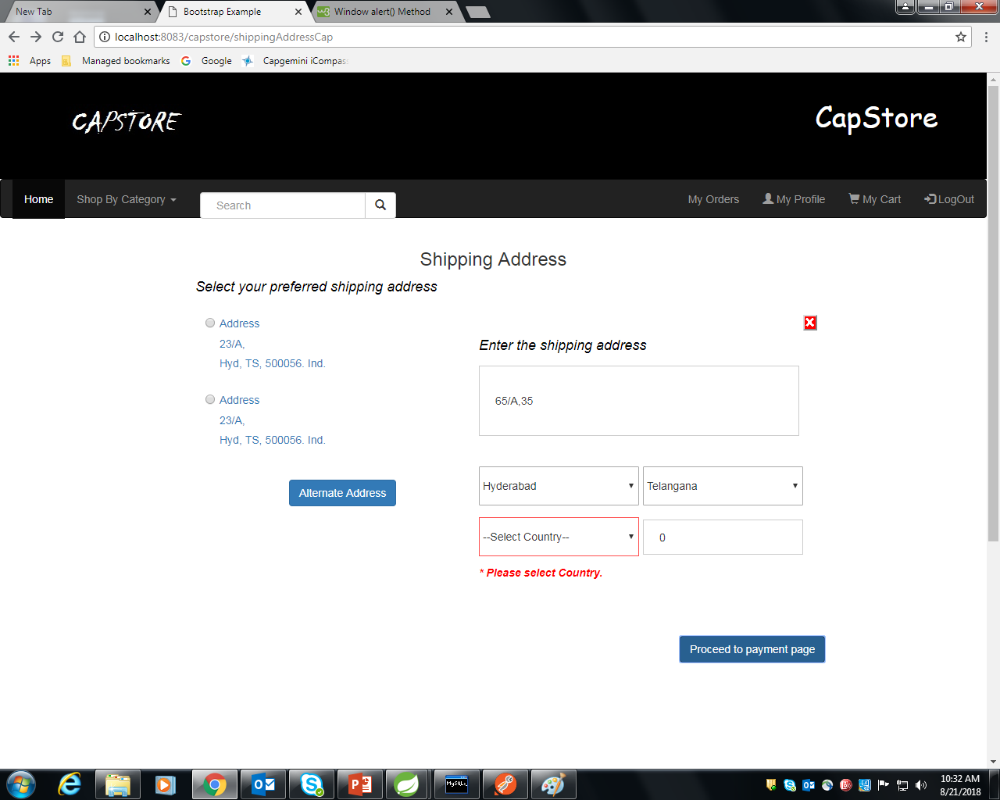 New Tab
Bootstrap Example
Window alert() Method
localhost:8083/capstore/shippingAddressCap
Apps
Managed bookmarks
Google
Capgemini iCompas
CAPSTORE
CapStore
Home
Shop By Category
Search
My Orders
My Profile
My Cart
LogOut
Shipping Address
Select your preferred shipping address
Address
23/A,
Hyd, TS, 500056. Ind.
Address
23/A,
Hyd, TS, 500056. Ind.
Alternate Address
Enter the shipping address
65/A,35
Hyderabad
Telangana
--Select Country--
0
* Please select Country.
Proceed to payment page
10:32 AM
8/21/2018